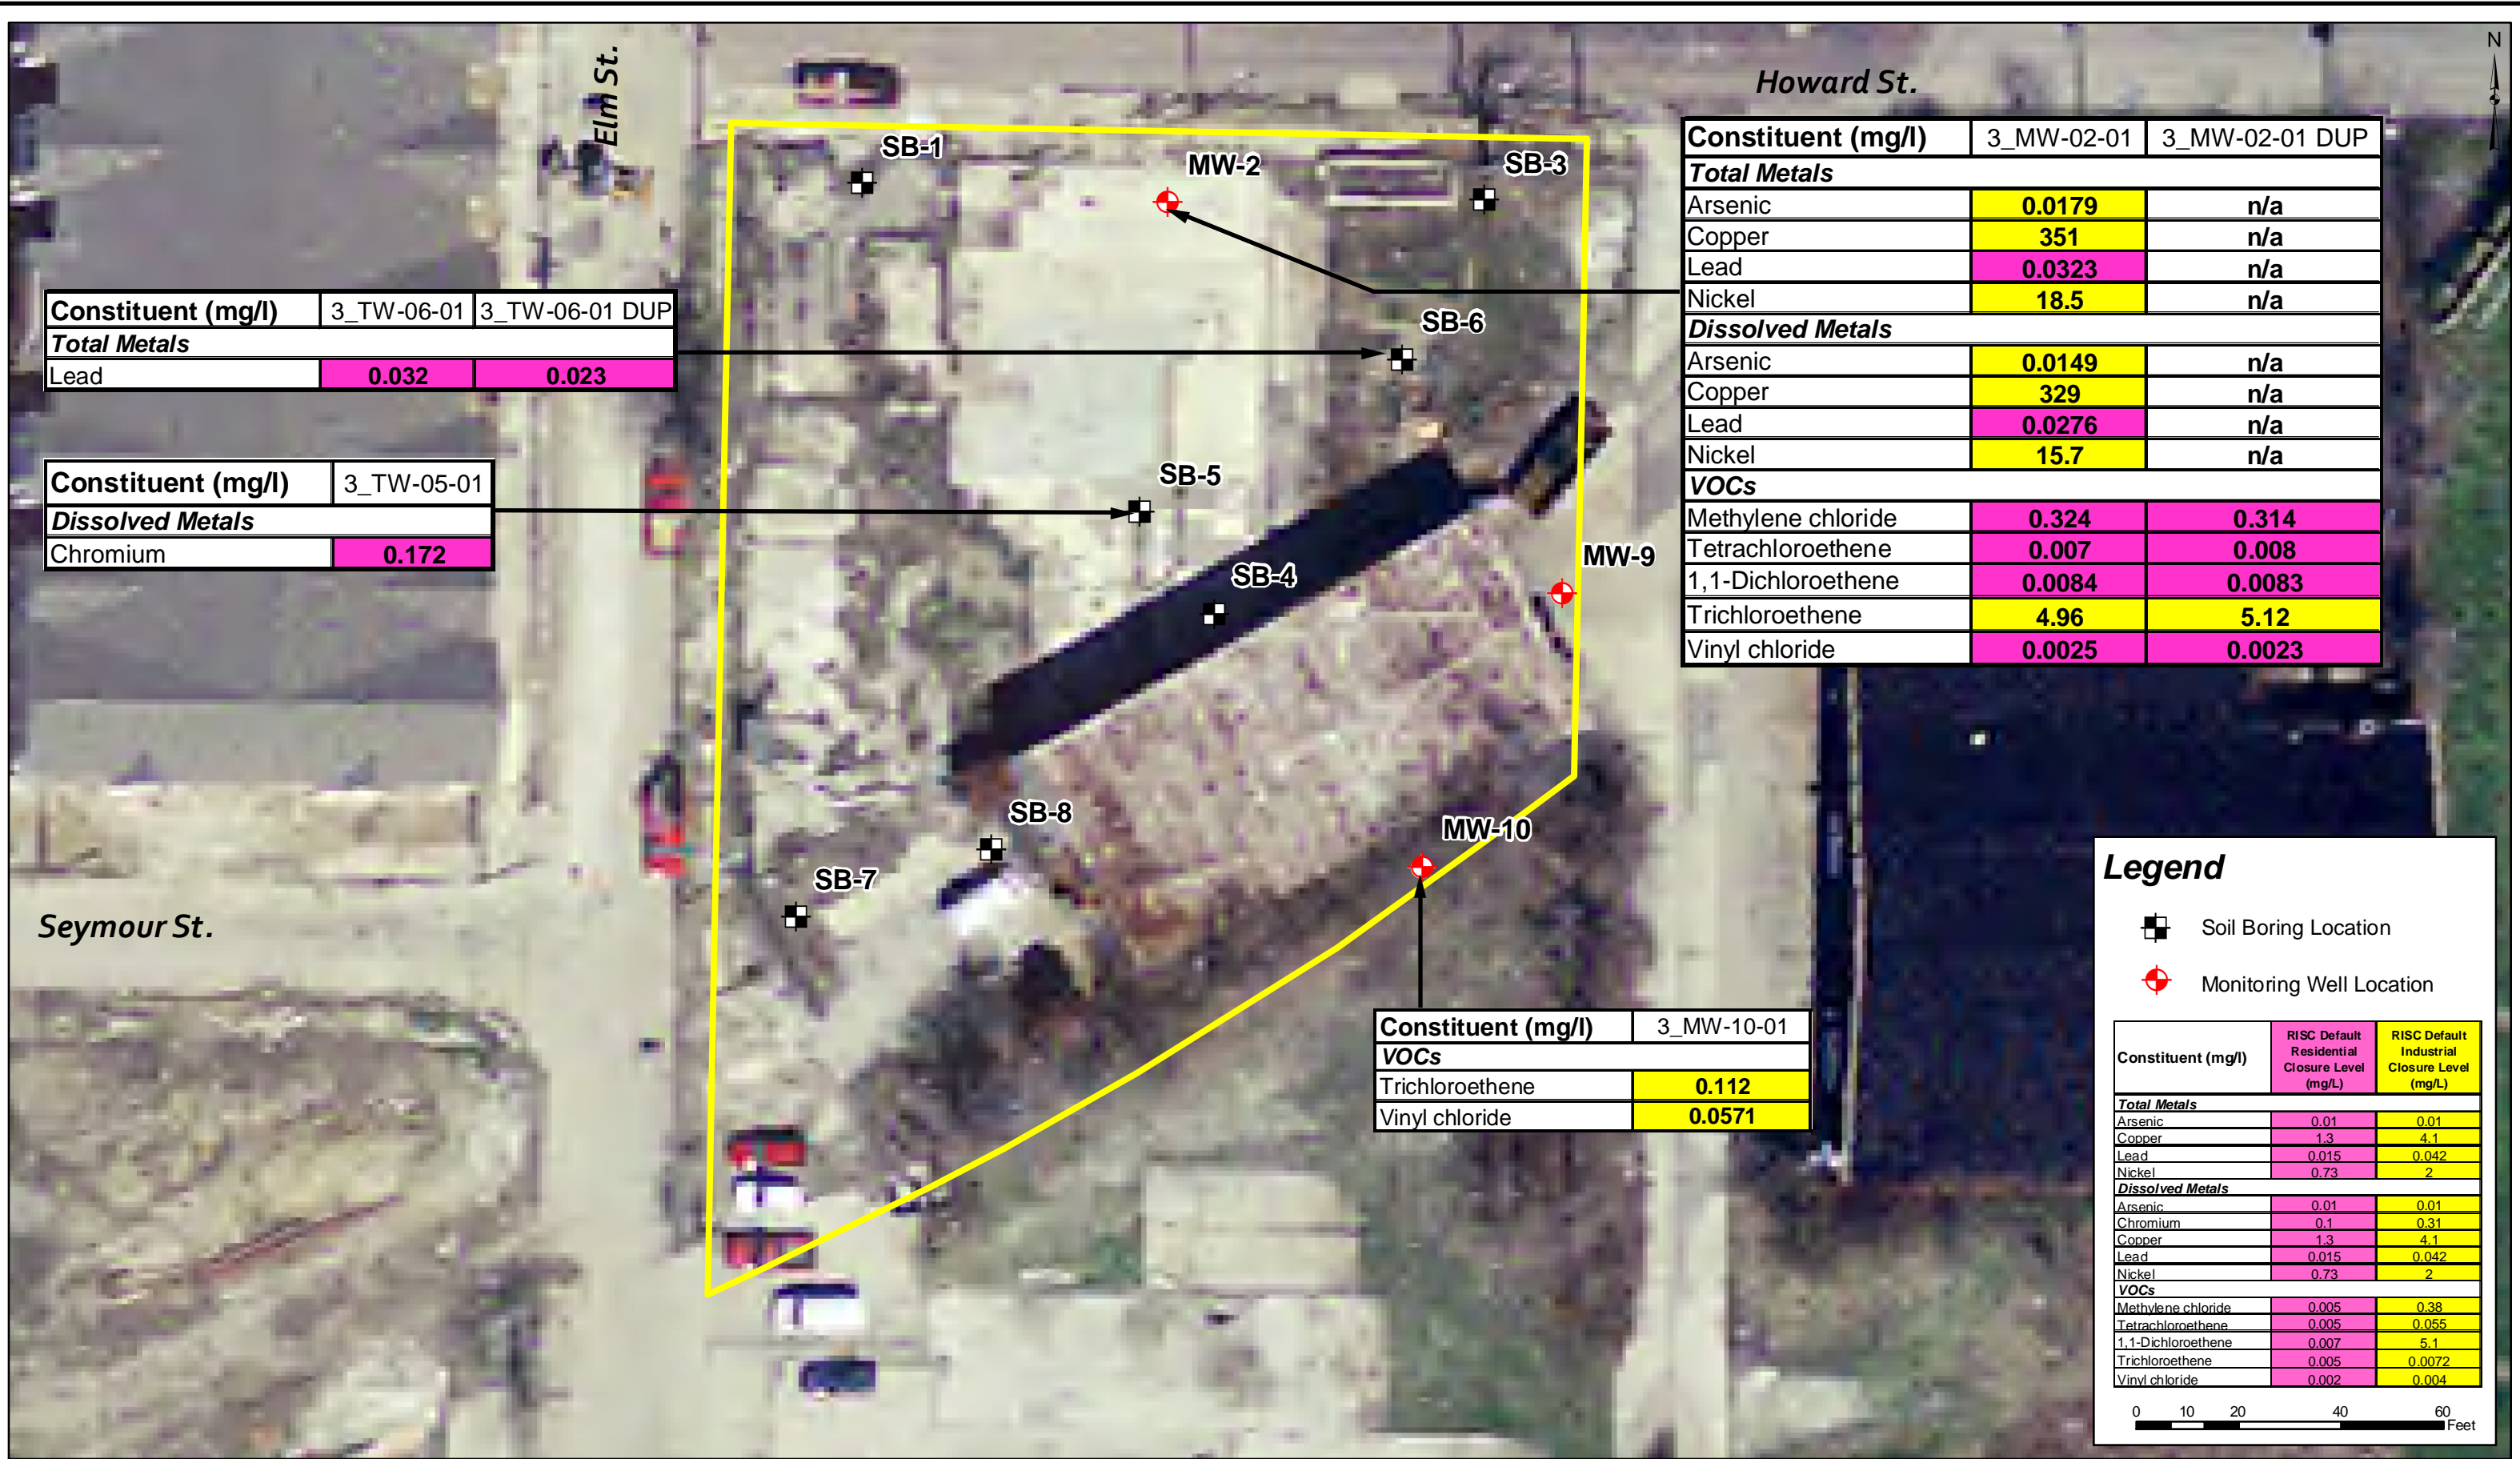 N
Elm St.
Howard St.
SB-1
MW-2
SB-3
Constituent (mg/l) 3_MW-02-01 3_MW-02-01 DUP
Total Metals
Arsenic 0.0179 n/a
Copper 351 n/a
Lead 0.0323 n/a
Nickel 18.5 n/a
Dissolved Metals
Arsenic 0.0149 n/a
Copper 329 n/a
Lead 0.0276 n/a
Nickel 15.7 n/a
VOCs
Methylene chloride 0.324 0.314
Tetrachloroethene 0.007 0.008
1,1-Dichloroethene 0.0084 0.0083
Trichloroethene 4.96 5.12
Vinyl chloride 0.0025 0.0023
Constituent (mg/l) 3_TW-06-01 3_TW-06-01 DUP
Total Metals
Lead 0.032 0.023
SB-6
Constituent (mg/l) 3_TW-05-01
Dissolved Metals
Chromium 0.172
SB-5
SB-4
MW-9
SB-8
MW-10
SB-7
Seymour St.
Constituent (mg/l) 3_MW-10-01
VOCs
Trichloroethene 0.112
Vinyl chloride 0.0571
Legend
Soil Boring Location
Monitoring Well Location
Constituent (mg/l) RISC Default Residential Closure Level (mg/L) RISC Default Industrial Closure Level (mg/L)
Total Metals
Arsenic 0.01 0.01
Copper 1.3 4.1
Lead 0.015 0.042
Nickel 0.73 2
Dissolved Metals
Arsenic 0.01 0.01
Chromium 0.1 0.31
Copper 1.3 4.1
Lead 0.015 0.042
Nickel 0.73 2
VOCs
Methylene chloride 0.005 0.38
Tetrachloroethene 0.005 0.055
1,1-Dichloroethene 0.007 5.1
Trichloroethene 0.005 0.0072
Vinyl chloride 0.002 0.004
0 10 20 40 60
Feet